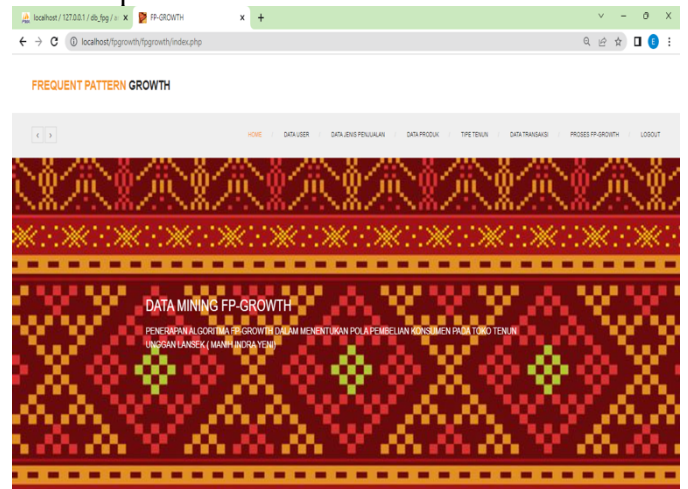 localhost / 127.0.0.1 / db_fpg /
FP-GROWTH
localhost/fpgrowth/fpgrowth/index.php
E
FREQUENT PATTERN GROWTH
HOME DATA USER DATA JENIS PENJUALAN DATA PRODUK TIPE TENUN DATA TRANSAKSI PROSES FP-GROWTH LOGOUT
DATA MINING FP-GROWTH
PENERAPAN ALGORITMA FP-GROWTH DALAM MENENTUKAN POLA PEMBELIAN KONSUMEN PADA TOKO TENUN
UNGGAN LANSEK ( MANIH INDRA YENI)